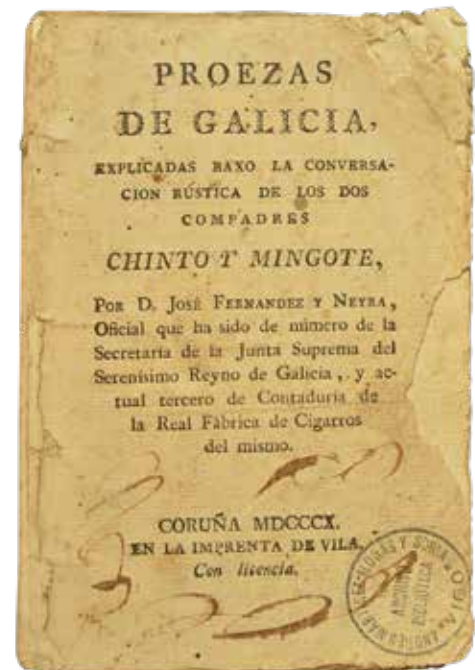 PROEZAS
DE GALICIA,
EXPLICADAS BAXO LA CONVERSA-
CION RÚSTICA DE LOS DOS
COMPADRES
CHINTO Y MINGOTE,
POR D. JOSÉ FERNANDEZ Y NEYRA,
Oficial que ha sido de número de la
Secretaría de la Junta Suprema del
Serenísimo Reyno de Galicia, y ac-
tual tercero de Contaduría de
la Real Fábrica de Cigarros
del mismo.
CORUÑA MDCCCX.
EN LA IMPRENTA DE VILA.
Con licencia.
BIBLIOTECA